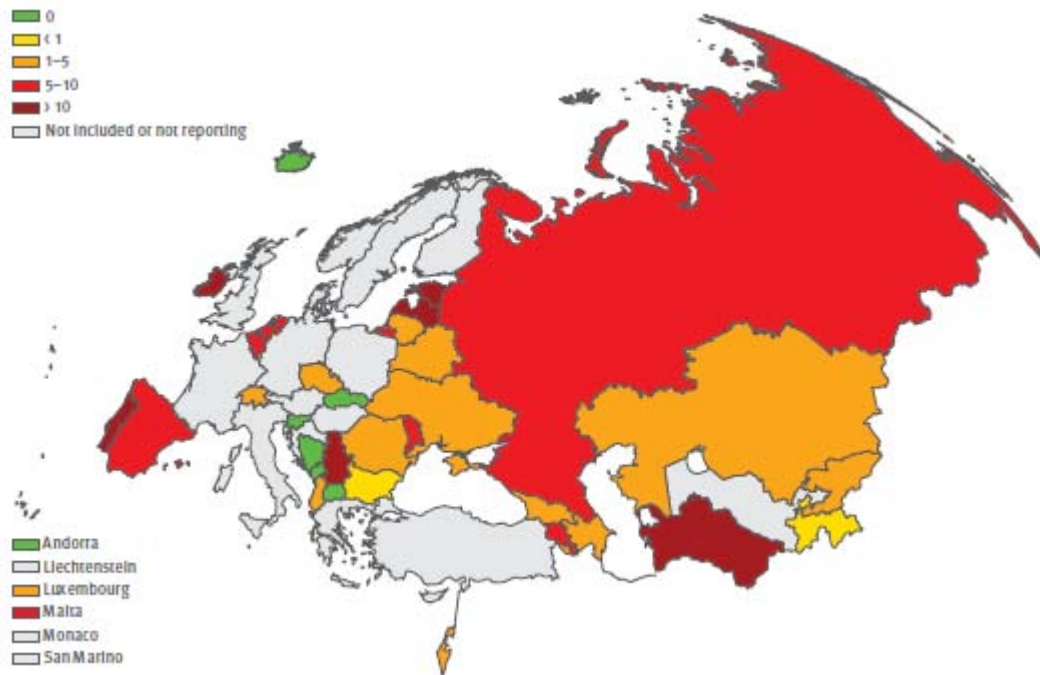 0
< 1
1–5
5–10
> 10
Not included or not reporting
Andorra
Liechtenstein
Luxembourg
Malta
Monaco
San Marino